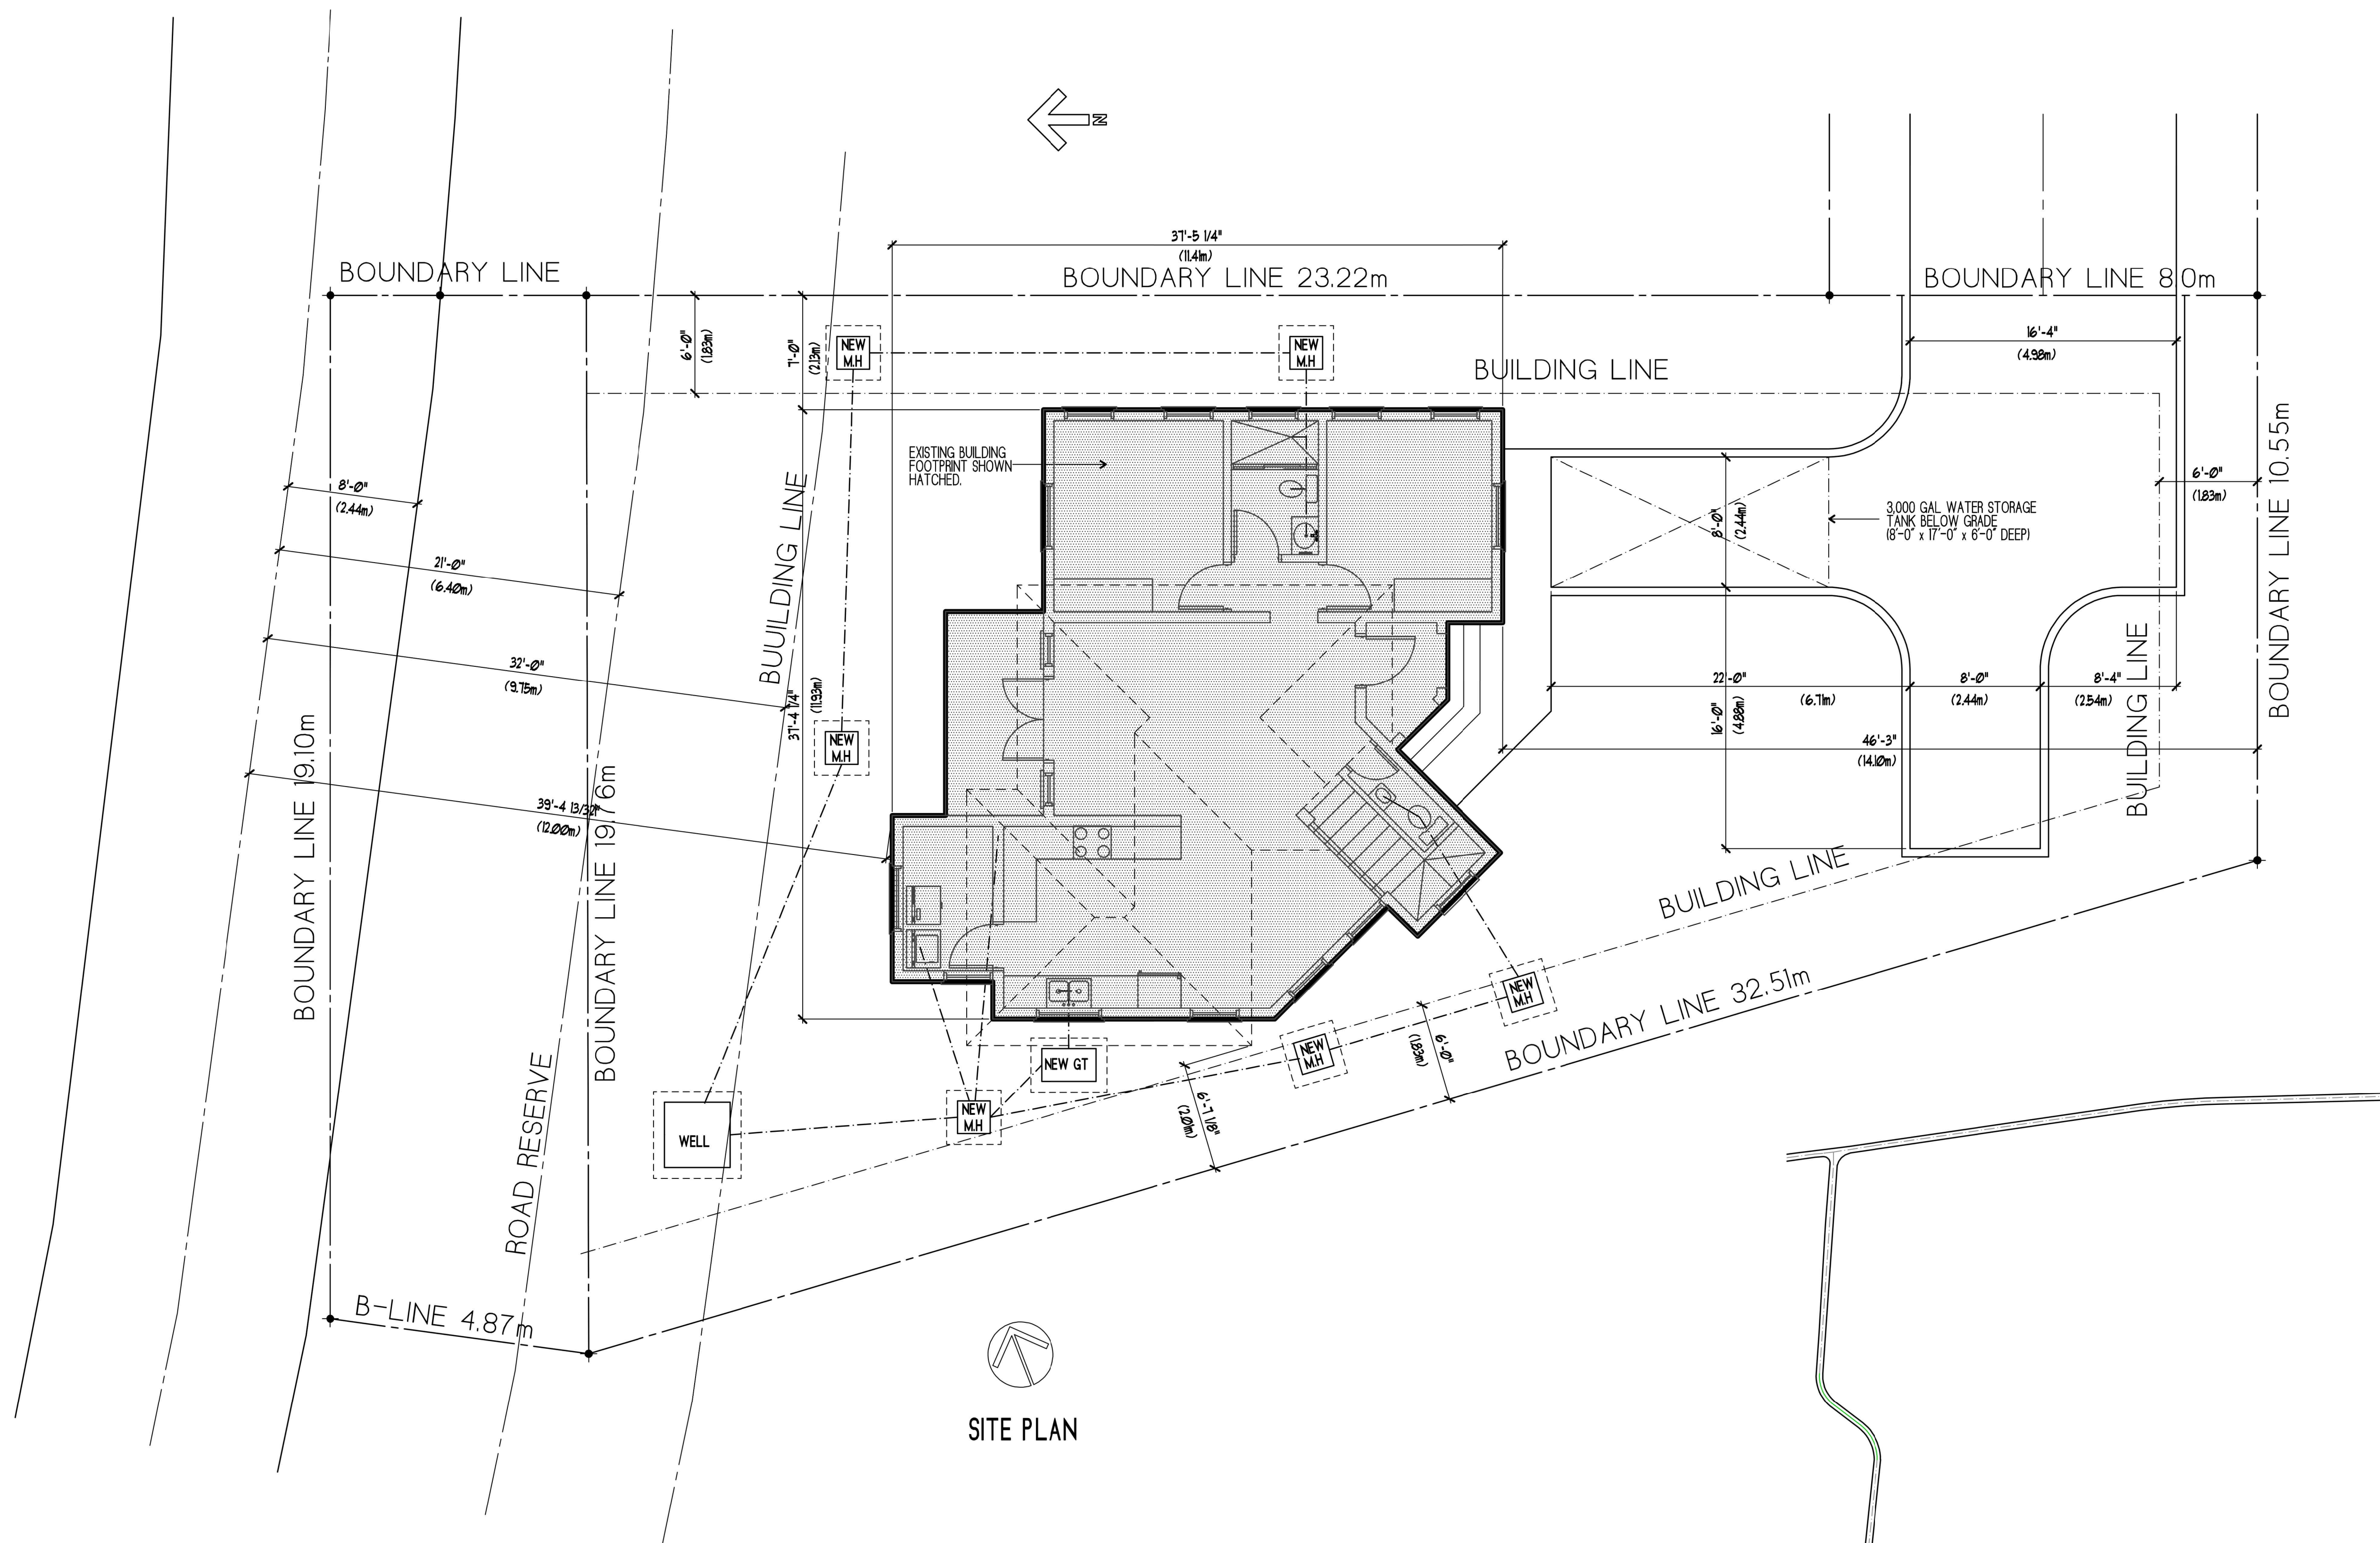 N
37'-5 1/4"
(11.41m)
BOUNDARY LINE
BOUNDARY LINE 23.22m
BOUNDARY LINE 8.0m
6'-0"
(1.83m)
7'-0"
(2.13m)
NEW
M.H
NEW
M.H
16'-4"
(4.98m)
BUILDING LINE
EXISTING BUILDING
FOOTPRINT SHOWN
HATCHED.
8'-0"
(2.44m)
6'-0"
(1.83m)
BOUNDARY LINE 10.55m
8'-0"
(2.44m)
3,000 GAL WATER STORAGE
TANK BELOW GRADE
(8'-0" x 17'-0" x 6'-0" DEEP)
21'-0"
(6.40m)
BUUILDING LINE
32'-0"
(9.75m)
37'-4 1/4"
(11.93m)
22'-0"
(6.71m)
8'-0"
(2.44m)
8'-4"
(2.54m)
BUILDING LINE
16'-0"
(4.88m)
NEW
M.H
46'-3"
(14.10m)
39'-4 13/32"
(12.00m)
BOUNDARY LINE 19.10m
BOUNDARY LINE 19.76m
BUILDING LINE
NEW
M.H
BOUNDARY LINE 32.51m
NEW
M.H
6'-0"
(1.83m)
NEW GT
6'-7 1/8"
(2.01m)
NEW
M.H
WELL
ROAD RESERVE
B-LINE 4.87m
SITE PLAN